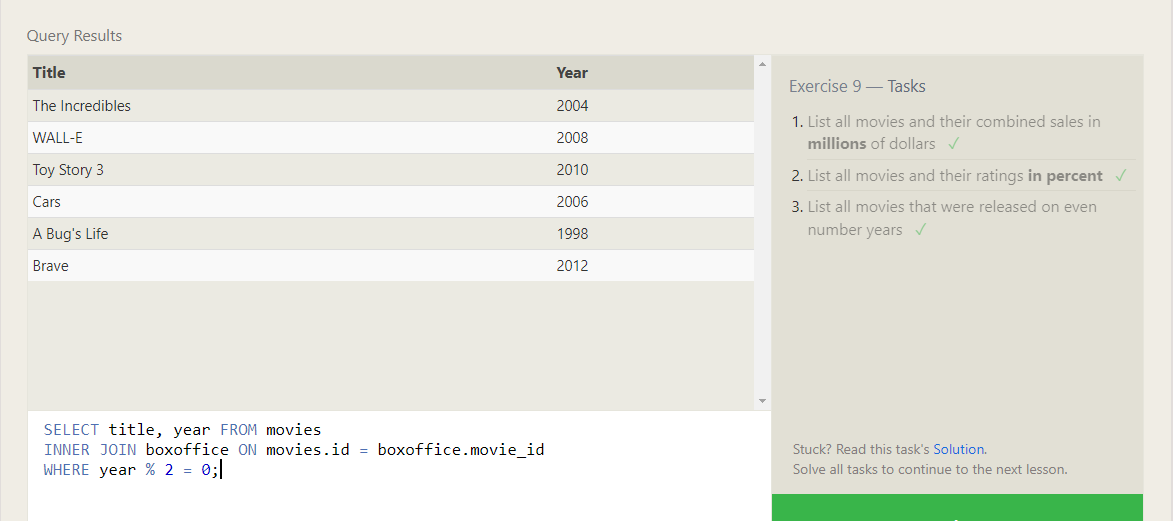 Query Results
Title Year
The Incredibles 2004
WALL-E 2008
Toy Story 3 2010
Cars 2006
A Bug's Life 1998
Brave 2012
SELECT title, year FROM movies
INNER JOIN boxoffice ON movies.id = boxoffice.movie_id
WHERE year % 2 = 0;
Exercise 9 — Tasks
1. List all movies and their combined sales in
millions of dollars ✓
2. List all movies and their ratings in percent ✓
3. List all movies that were released on even
number years ✓
Stuck? Read this task's Solution.
Solve all tasks to continue to the next lesson.